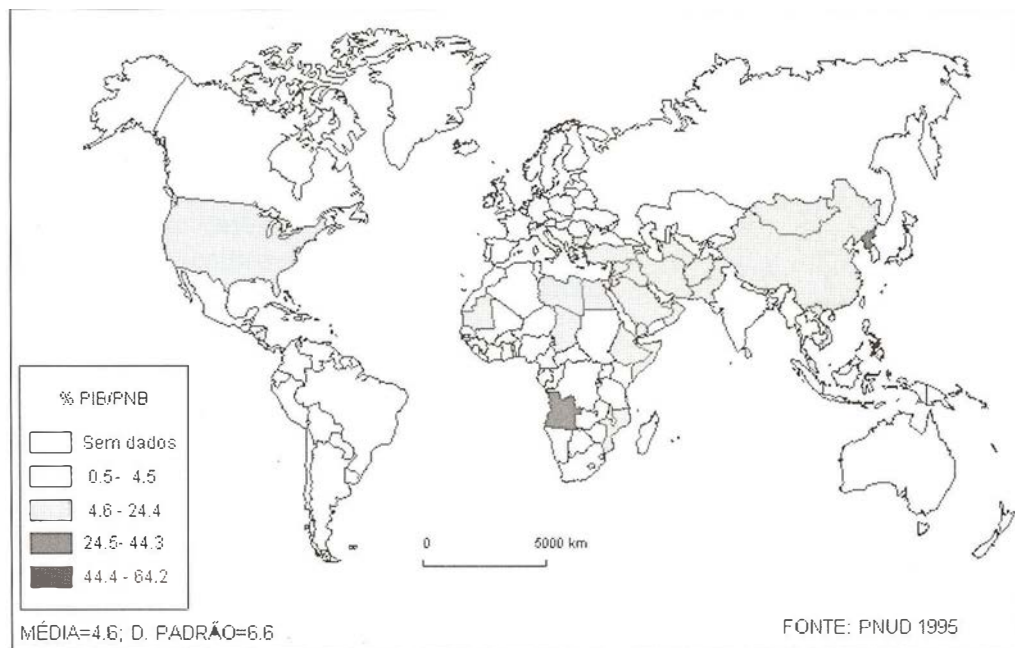 % PIB/PNB
Sem dados
0.5- 4.5
4.6 - 24.4
24.5- 44.3
44.4 - 64.2
0 5000 km
MÉDIA=4.6; D. PADRÃO=6.6
FONTE: PNUD 1995